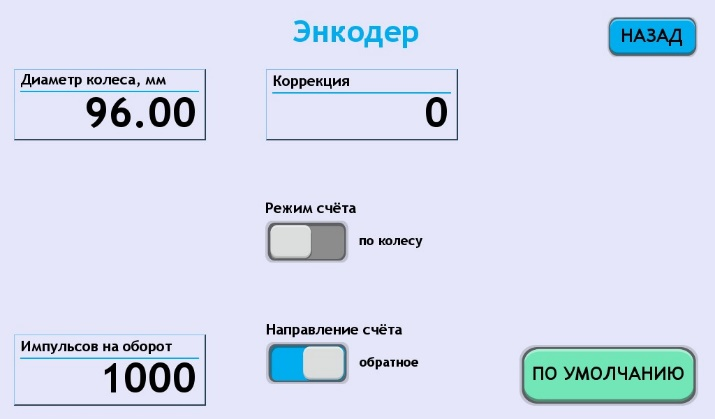 Энкодер
НАЗАД
Диаметр колеса, мм
96.00
Коррекция
0
Режим счёта
по колесу
Импульсов на оборот
1000
Направление счёта
обратное
ПО УМОЛЧАНИЮ